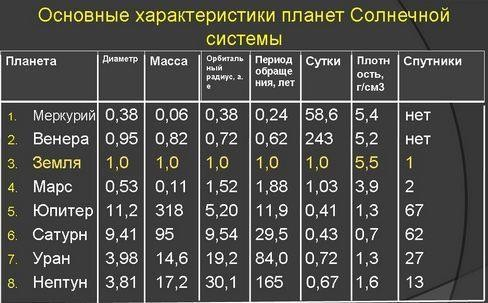 Основные характеристики планет Солнечной
системы
Планета Диаметр Масса Орбиталь Период Сутки Плотн Спутники
ный обраще ость,
радиус, а. ния, лет г/см3
е
1. Меркурий 0,38 0,06 0,38 0,24 58,6 5,4 нет
2. Венера 0,95 0,82 0,72 0,62 243 5,2 нет
3. Земля 1,0 1,0 1,0 1,0 1,0 5,5 1
4. Марс 0,53 0,11 1,52 1,88 1,03 3,9 2
5. Юпитер 11,2 318 5,20 11,9 0,41 1,3 67
6. Сатурн 9,41 95 9,54 29,5 0,43 0,7 62
7. Уран 3,98 14,6 19,2 84,0 0,72 1,3 27
8. Нептун 3,81 17,2 30,1 165 0,67 1,6 13